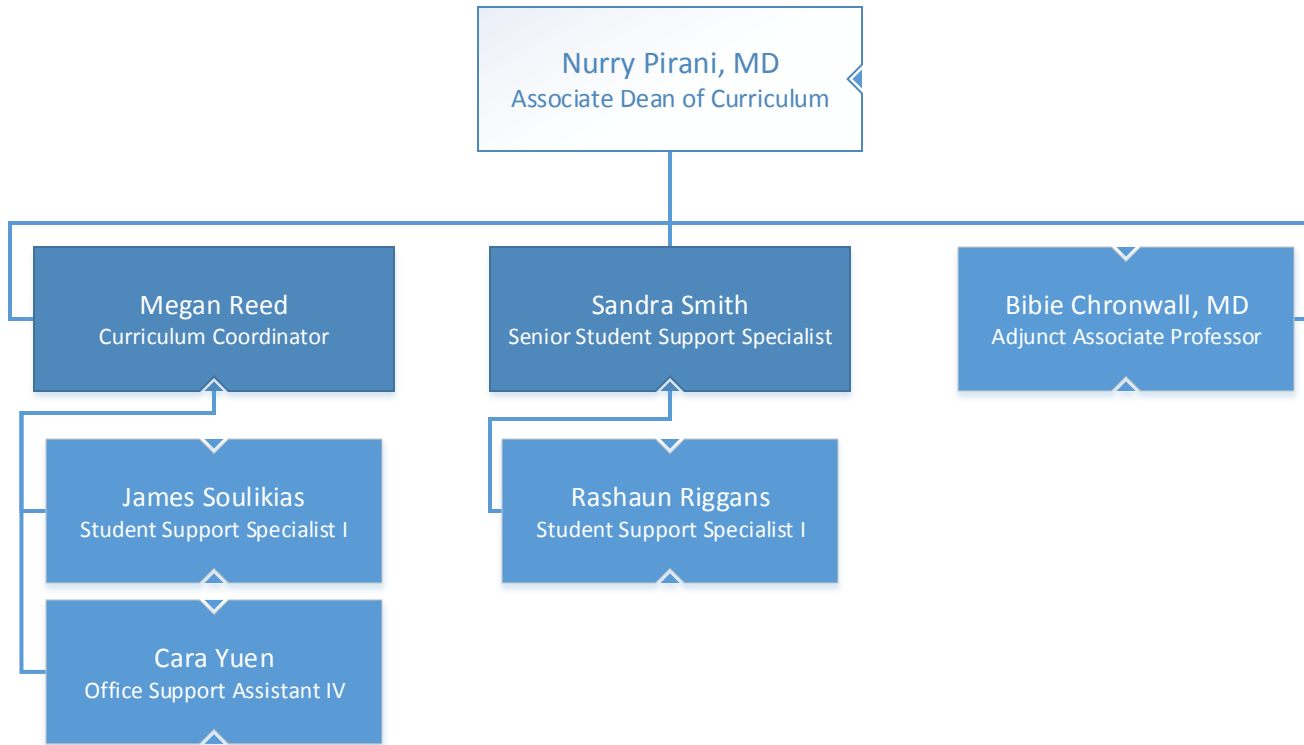 Nurry Pirani, MD
Associate Dean of Curriculum
Megan Reed
Curriculum Coordinator
Sandra Smith
Senior Student Support Specialist
Bibie Chronwall, MD
Adjunct Associate Professor
James Soulikias
Student Support Specialist I
Rashaun Riggans
Student Support Specialist I
Cara Yuen
Office Support Assistant IV